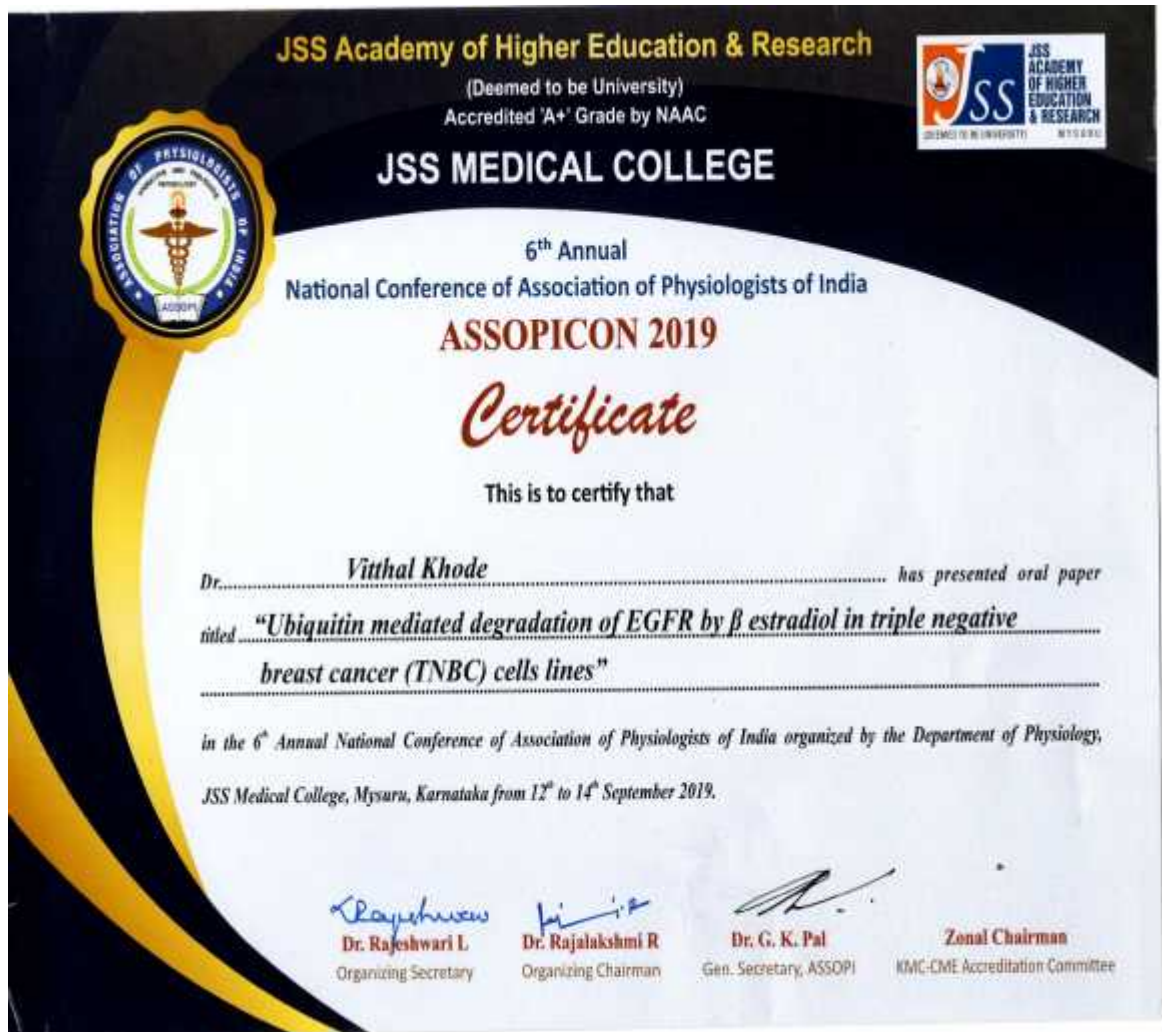 JSS Academy of Higher Education & Research
(Deemed to be University)
Accredited 'A+' Grade by NAAC
JSS MEDICAL COLLEGE
JSS
JSS
ACADEMY
OF HIGHER
EDUCATION
& RESEARCH
(DEEMED TO BE UNIVERSITY)
MYSURU
ASSOCIATION OF PHYSIOLOGISTS OF INDIA
ASSOPI
6th Annual
National Conference of Association of Physiologists of India
ASSOPICON 2019
Certificate
This is to certify that
Dr. Vitthal Khode has presented oral paper
titled "Ubiquitin mediated degradation of EGFR by β estradiol in triple negative
breast cancer (TNBC) cells lines"
in the 6th Annual National Conference of Association of Physiologists of India organized by the Department of Physiology,
JSS Medical College, Mysuru, Karnataka from 12th to 14th September 2019.
Dr. Rajeshwari L
Organizing Secretary
Dr. Rajalakshmi R
Organizing Chairman
Dr. G. K. Pal
Gen. Secretary, ASSOPI
Zonal Chairman
KMC-CME Accreditation Committee